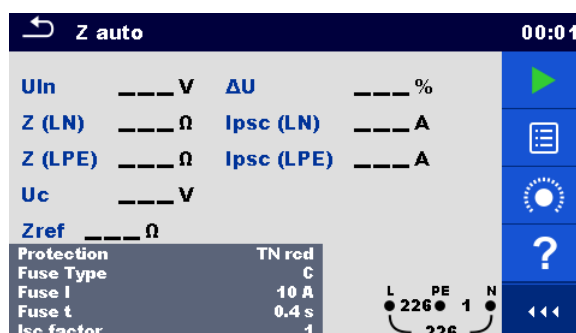 Z auto 00:01
Uln ___V ΔU ___%
Z (LN) ___Ω Ipsc (LN) ___A
Z (LPE) ___Ω Ipsc (LPE) ___A
Uc ___V
Zref ___Ω
Protection TN rcd
Fuse Type C
Fuse I 10 A
Fuse t 0.4 s
Isc factor 1
L PE N
226 1
226
?